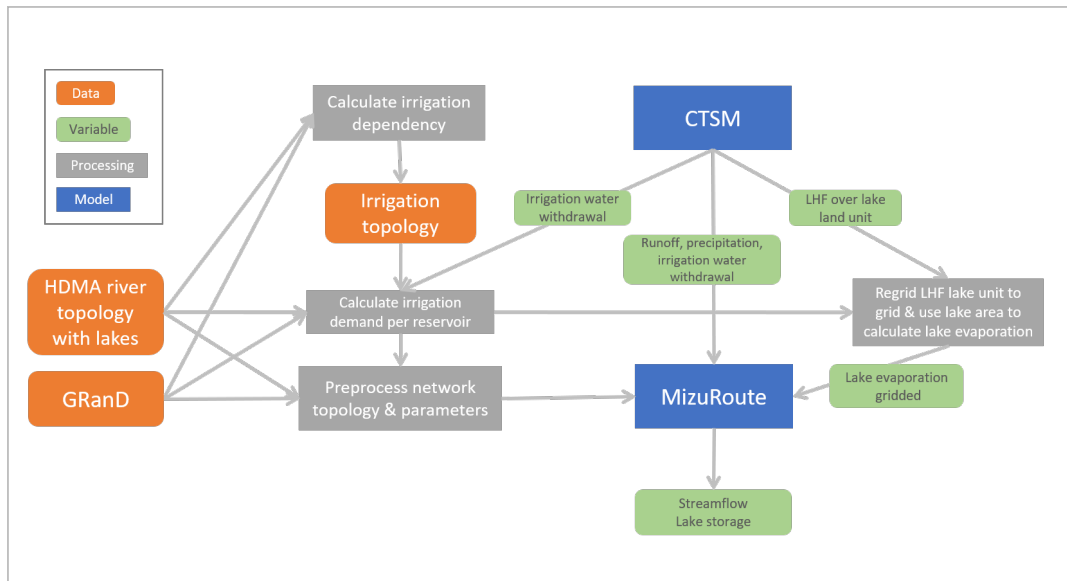 Data
Variable
Processing
Model
Calculate irrigation
dependency
CTSM
Irrigation
topology
Irrigation water
withdrawal
LHF over lake
land unit
Runoff, precipitation,
irrigation water
withdrawal
HDMA river
topology
with lakes
Calculate irrigation
demand per reservoir
Regrid LHF lake unit to
grid & use lake area to
calculate lake evaporation
GRanD
Preprocess network
topology & parameters
MizuRoute
Lake evaporation
gridded
Streamflow
Lake storage